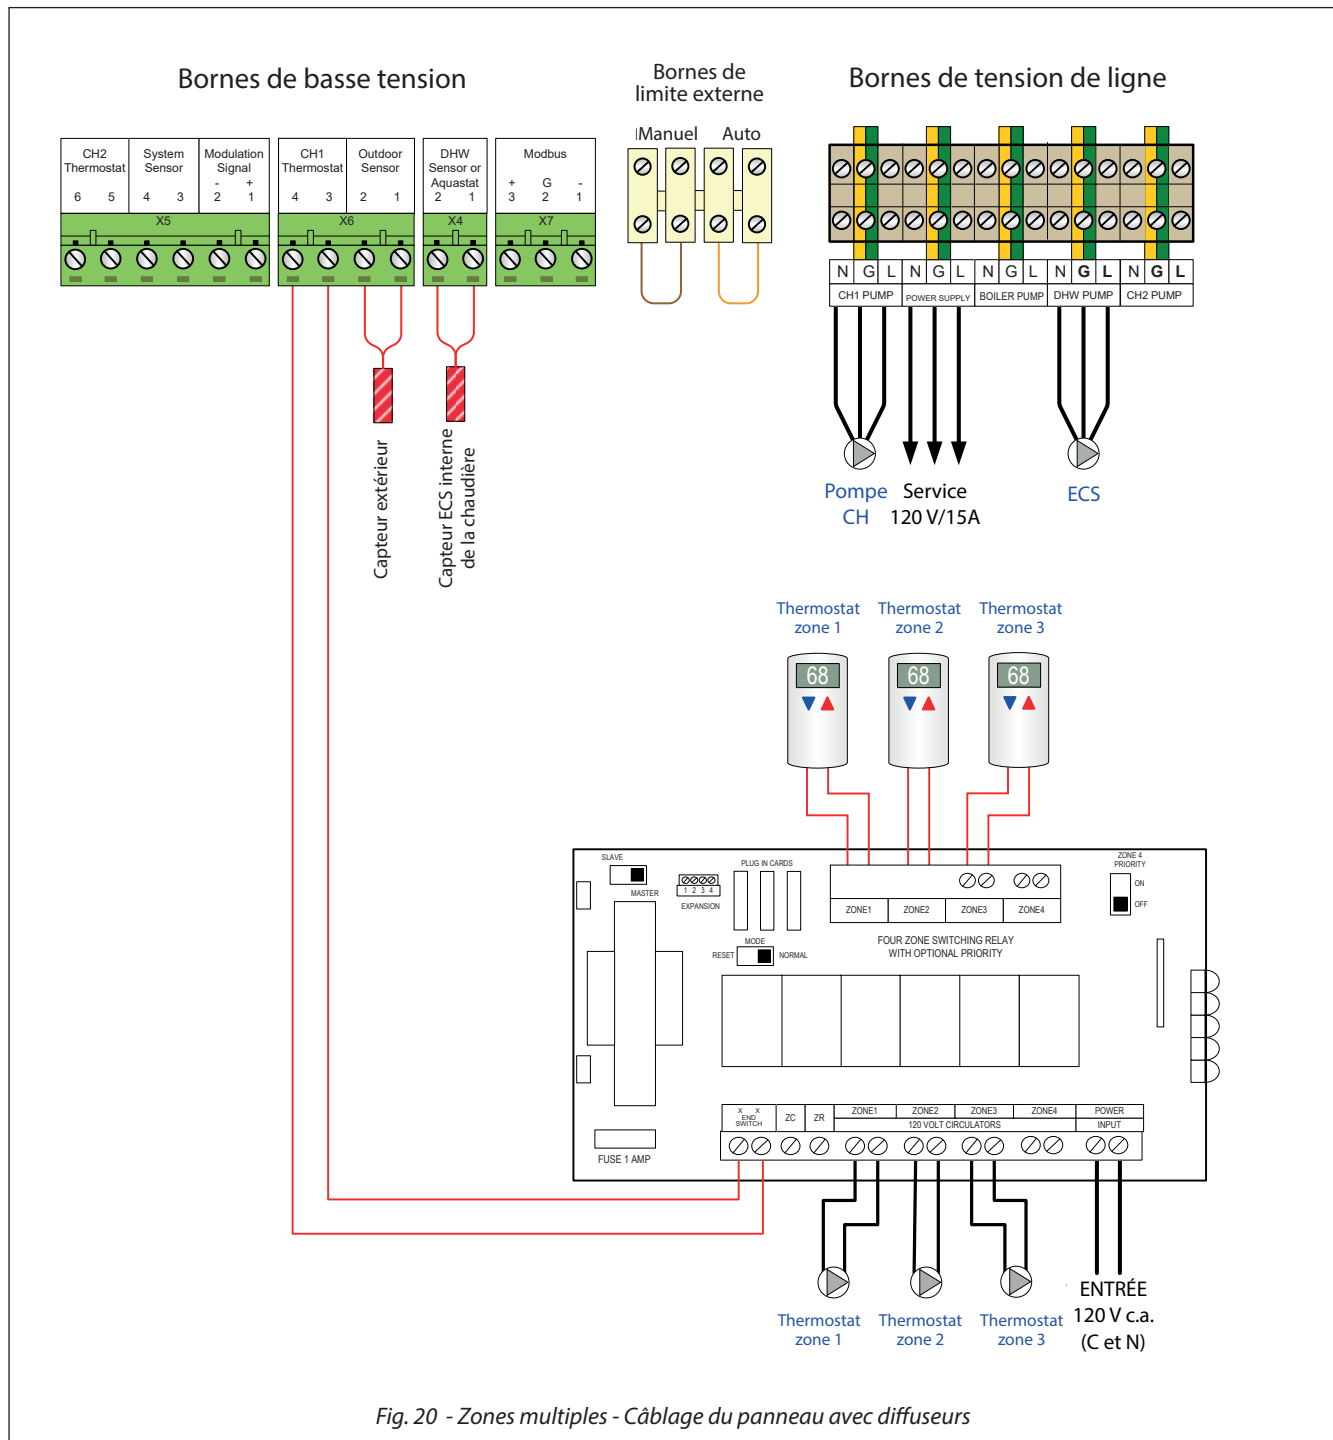 Bornes de basse tension
Bornes de
limite externe
Bornes de tension de ligne
Manuel Auto
CH2
Thermostat
6 5
System
Sensor
4 3
Modulation
Signal
- +
2 1
X5
CH1
Thermostat
4 3
Outdoor
Sensor
2 1
X6
DHW
Sensor or
Aquastat
2 1
X4
Modbus
+ G -
3 2 1
X7
N G L N G L N G L N G L N G L
CH1 PUMP POWER SUPPLY BOILER PUMP DHW PUMP CH2 PUMP
Capteur extérieur
Capteur ECS interne
de la chaudière
Pompe
CH
Service
120 V/15A
ECS
Thermostat
zone 1
Thermostat
zone 2
Thermostat
zone 3
68 68 68
SLAVE
MASTER
1 2 3 4
EXPANSION
PLUG IN CARDS
MODE
RESET NORMAL
ZONE1 ZONE2 ZONE3 ZONE4
FOUR ZONE SWITCHING RELAY
WITH OPTIONAL PRIORITY
ZONE 4
PRIORITY
ON
OFF
FUSE 1 AMP
X X
END
SWITCH
ZC ZR
ZONE1 ZONE2 ZONE3 ZONE4
120 VOLT CIRCULATORS
POWER
INPUT
Thermostat
zone 1
Thermostat
zone 2
Thermostat
zone 3
ENTRÉE
120 V c.a.
(C et N)
Fig. 20 - Zones multiples - Câblage du panneau avec diffuseurs